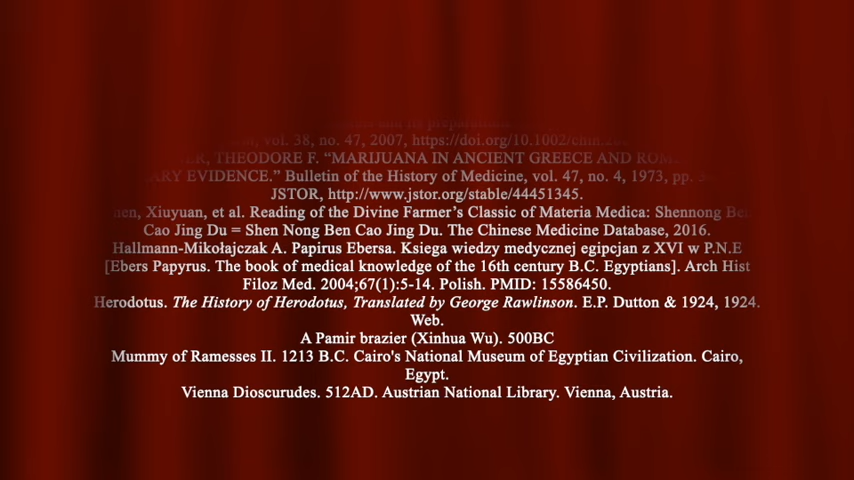 and its preparations
vol. 38, no. 47, 2007, https://doi.org/10.1002/chin.200
THEODORE F. “MARIJUANA IN ANCIENT GREECE AND ROME
EVIDENCE.” Bulletin of the History of Medicine, vol. 47, no. 4, 1973, pp.
JSTOR, http://www.jstor.org/stable/44451345.
Xiuyuan, et al. Reading of the Divine Farmer’s Classic of Materia Medica: Shennong Ben
Cao Jing Du = Shen Nong Ben Cao Jing Du. The Chinese Medicine Database, 2016.
Hallmann-Mikołajczak A. Papirus Ebersa. Ksiega wiedzy medycznej egipcjan z XVI w P.N.E
[Ebers Papyrus. The book of medical knowledge of the 16th century B.C. Egyptians]. Arch Hist
Filoz Med. 2004;67(1):5-14. Polish. PMID: 15586450.
Herodotus. The History of Herodotus, Translated by George Rawlinson. E.P. Dutton & 1924, 1924.
Web.
A Pamir brazier (Xinhua Wu). 500BC
Mummy of Ramesses II. 1213 B.C. Cairo's National Museum of Egyptian Civilization. Cairo,
Egypt.
Vienna Dioscurudes. 512AD. Austrian National Library. Vienna, Austria.